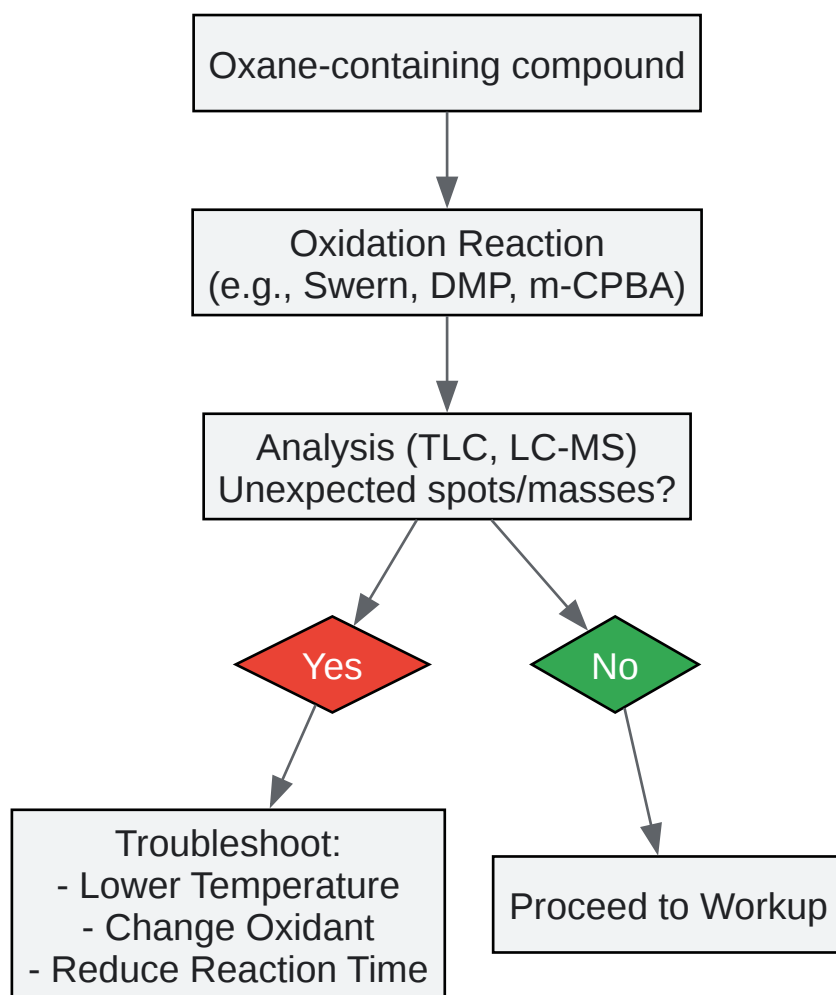 Oxane-containing compound
Oxidation Reaction
(e.g., Swern, DMP, m-CPBA)
Analysis (TLC, LC-MS)
Unexpected spots/masses?
Yes
No
Troubleshoot:
- Lower Temperature
- Change Oxidant
- Reduce Reaction Time
Proceed to Workup